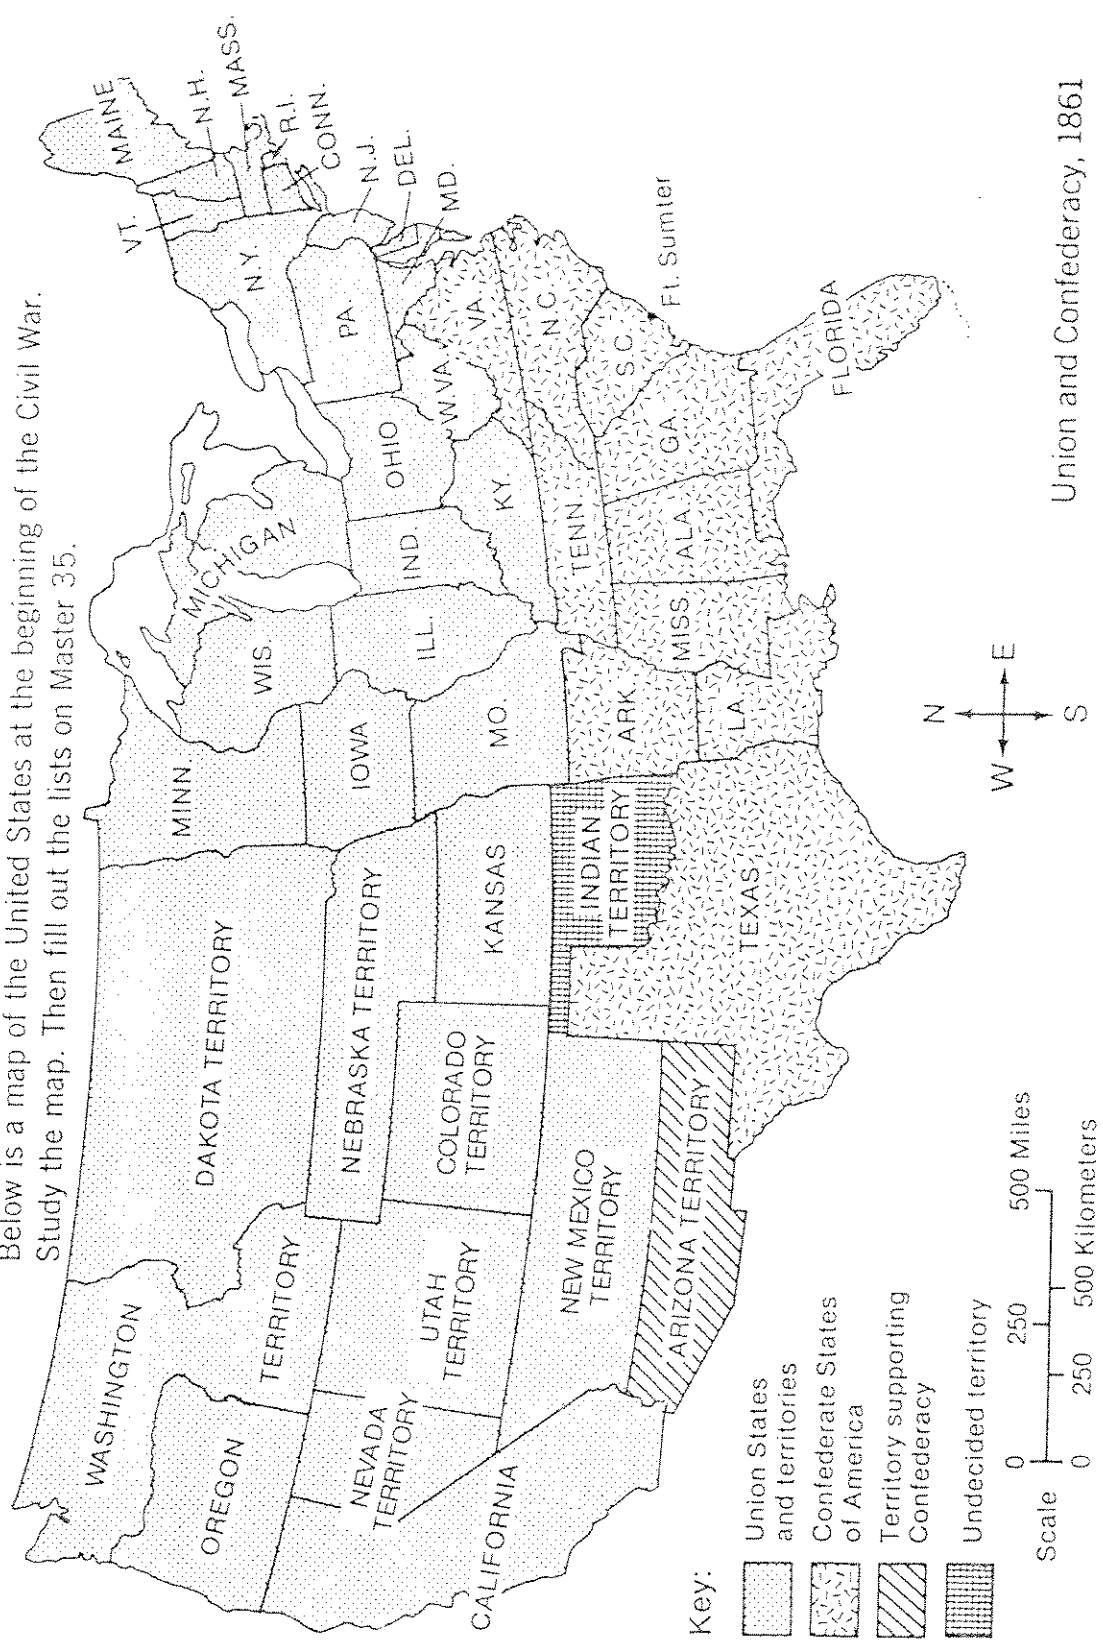 Below is a map of the United States at the beginning of the Civil War.
Study the map. Then fill out the lists on Master 35.
WASHINGTON
TERRITORY
OREGON
CALIFORNIA
NEVADA
TERRITORY
UTAH
TERRITORY
DAKOTA TERRITORY
NEBRASKA TERRITORY
COLORADO
TERRITORY
KANSAS
NEW MEXICO
TERRITORY
ARIZONA TERRITORY
INDIAN
TERRITORY
TEXAS
MINN
IOWA
MO.
ARK.
LA.
WIS.
MICHIGAN
ILL.
IND.
OHIO
KY.
TENN.
MISS.
ALA.
GA.
FLORIDA
S.C.
N.C.
VA.
W.VA.
PA.
N.Y.
VT.
MAINE
N.H.
MASS.
R.I.
CONN.
N.J.
DEL.
MD.
Ft. Sumter
N
W
E
S
Key:
Union States
and territories
Confederate States
of America
Territory supporting
Confederacy
Undecided territory
Scale
0 250 500 Miles
0 250 500 Kilometers
Union and Confederacy, 1861